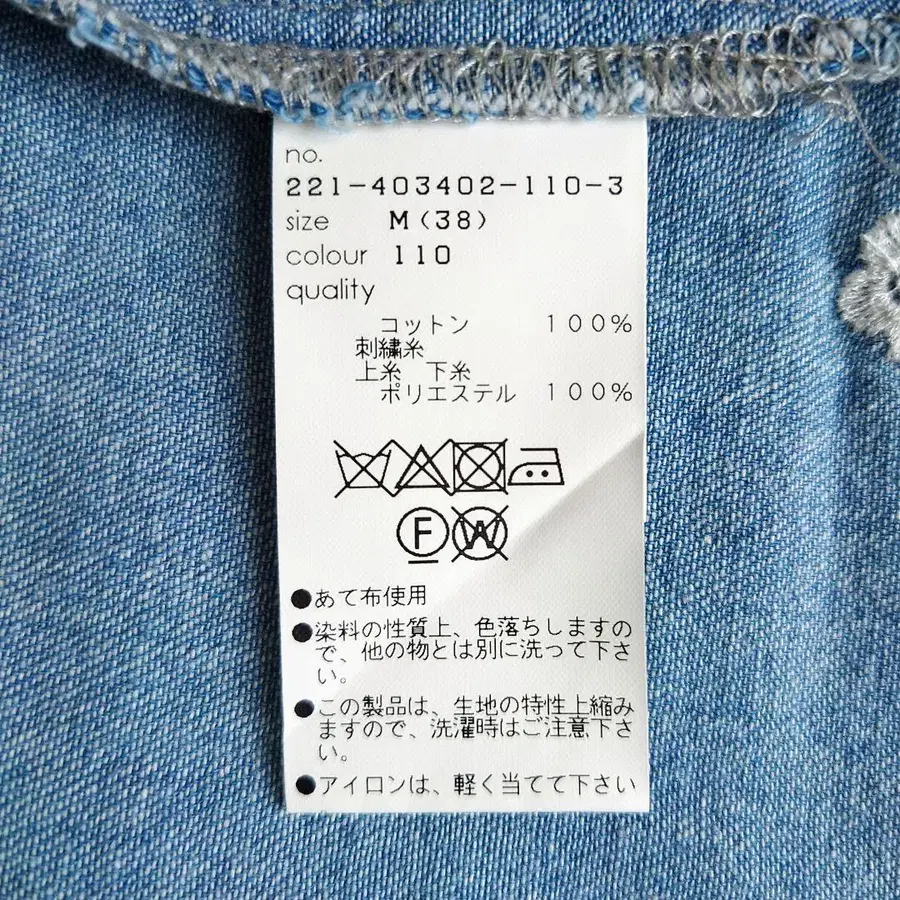 no.
221-403402-110-3
size M(38)
colour 110
quality
コットン 100%
刺繍糸
上糸 下糸
ポリエステル 100%
F W
●あて布使用
●染料の性質上、色落ちしますの
で、他の物とは別に洗って下さ
い。
●この製品は、生地の特性上縮み
ますので、洗濯時はご注意下さ
い。
●アイロンは、軽く当てて下さい